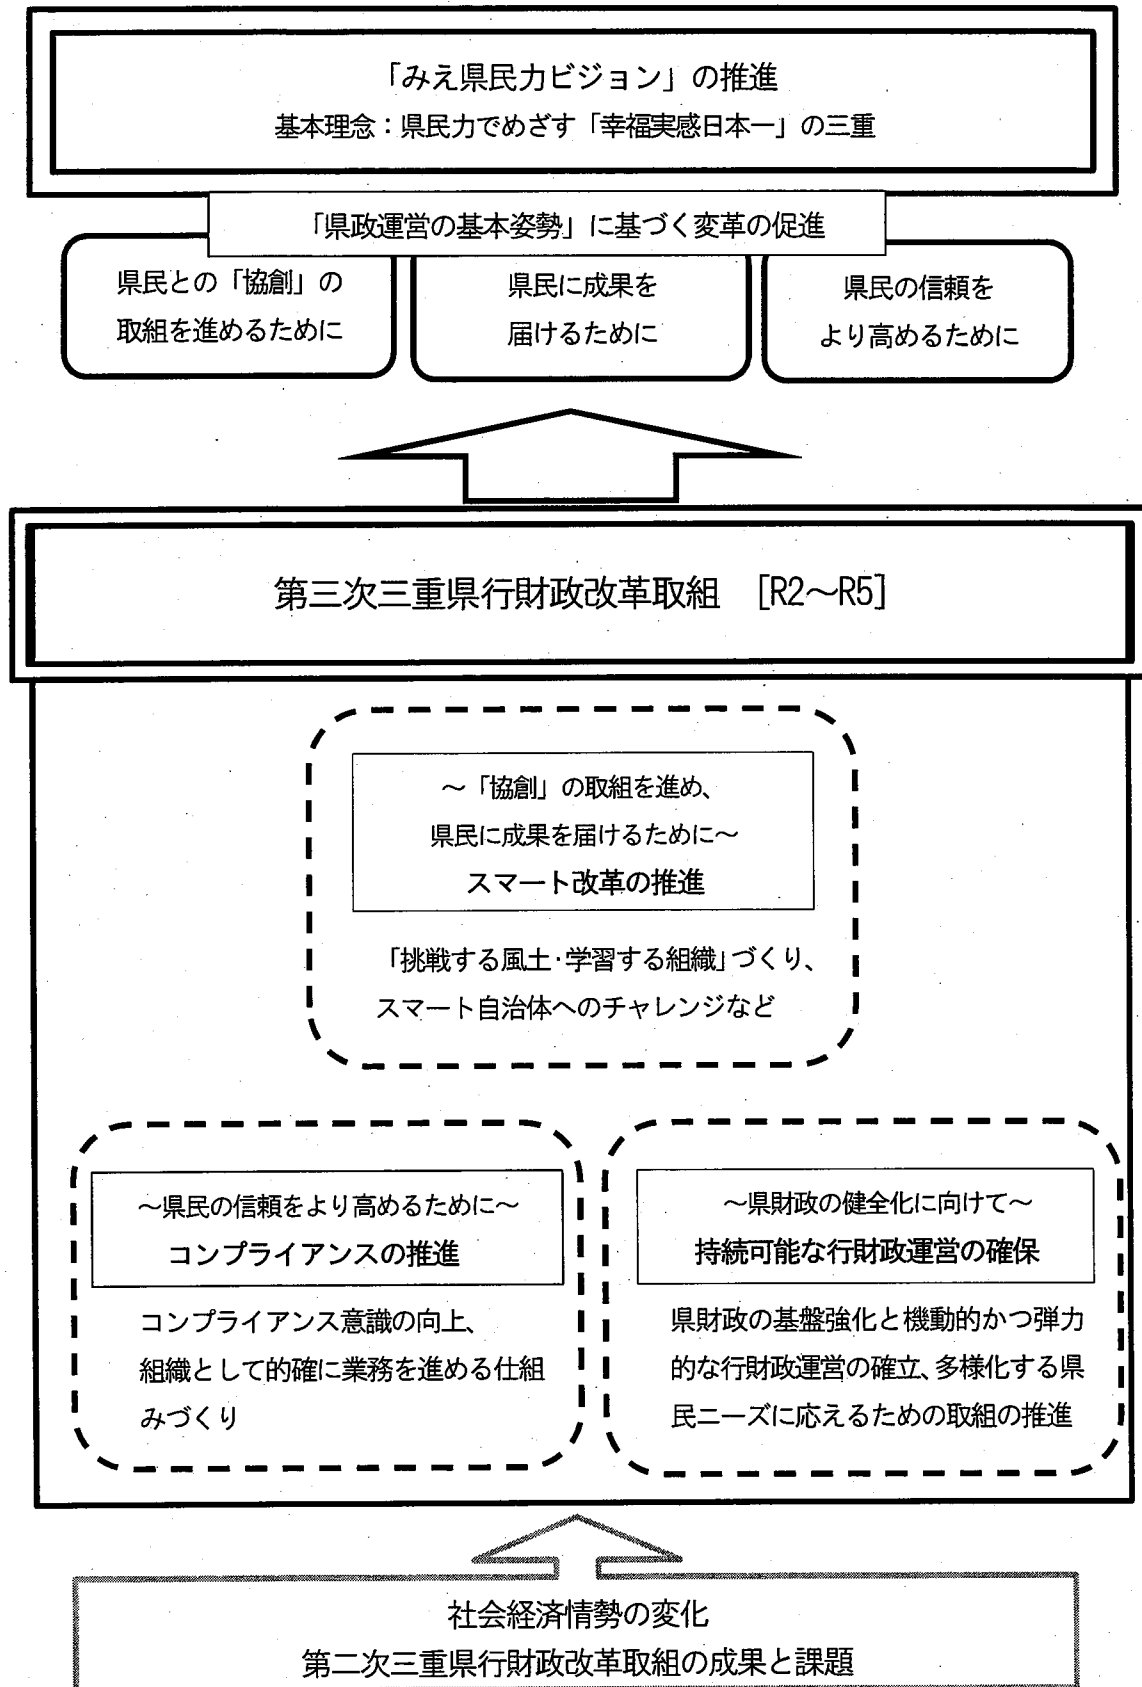 「みえ県民力ビジョン」の推進
基本理念：県民力でめざす「幸福実感日本一」の三重
「県政運営の基本姿勢」に基づく変革の促進
県民との「協創」の
取組を進めるために
県民に成果を
届けるために
県民の信頼を
より高めるために
第三次三重県行財政改革取組　[R2～R5]
～「協創」の取組を進め、
県民に成果を届けるために～
スマート改革の推進
「挑戦する風土・学習する組織」づくり、
スマート自治体へのチャレンジなど
～県民の信頼をより高めるために～
コンプライアンスの推進
コンプライアンス意識の向上、
組織として的確に業務を進める仕組
みづくり
～県財政の健全化に向けて～
持続可能な行財政運営の確保
県財政の基盤強化と機動的かつ弾力
的な行財政運営の確立、多様化する県
民ニーズに応えるための取組の推進
社会経済情勢の変化
第二次三重県行財政改革取組の成果と課題